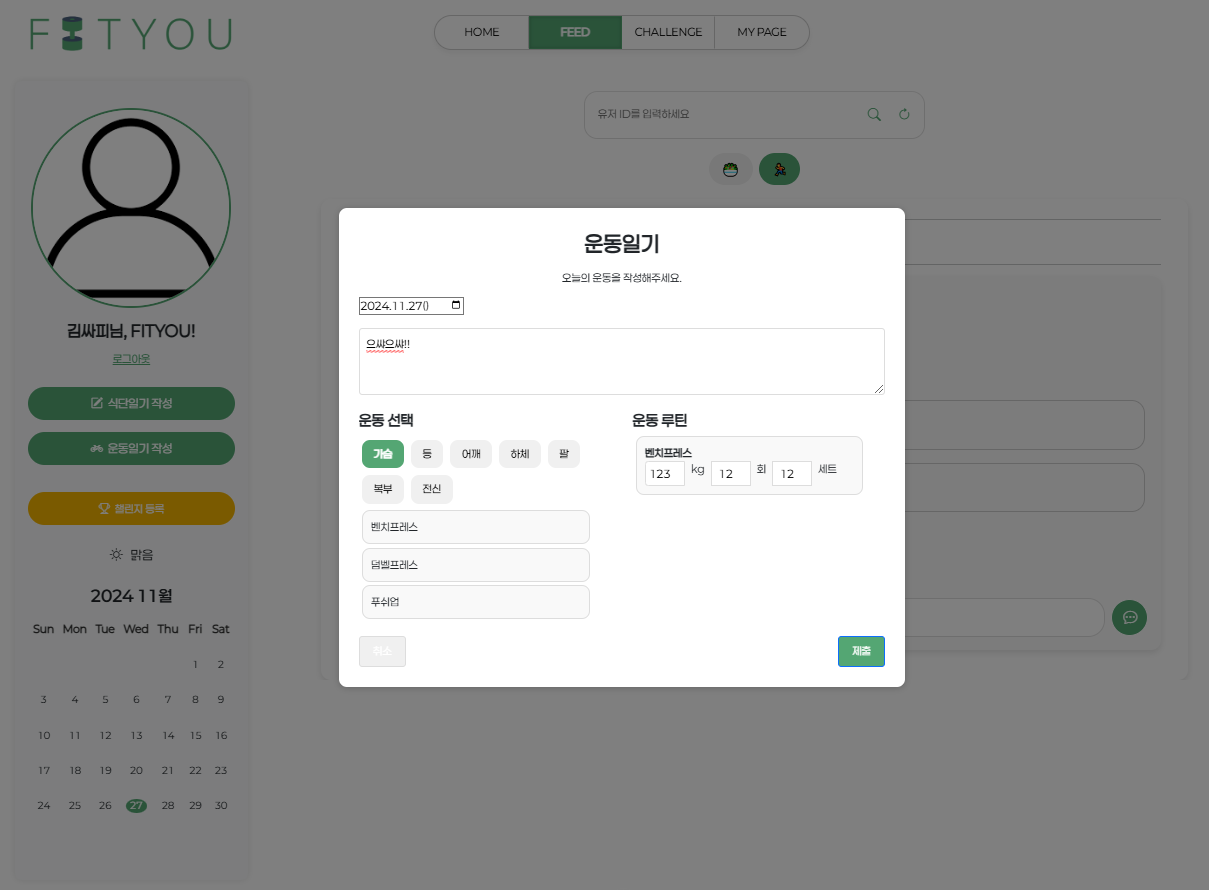 FITYOU
HOME FEED CHALLENGE MY PAGE
유저 ID를 입력하세요
김싸피님, FITYOU!
로그아웃
식단일기 작성
운동일기 작성
챌린지 등록
맑음
2024 11월
Sun Mon Tue Wed Thu Fri Sat
1 2
3 4 5 6 7 8 9
10 11 12 13 14 15 16
17 18 19 20 21 22 23
24 25 26 27 28 29 30
운동일기
오늘의 운동을 작성해주세요.
2024.11.27()
으쌰으쌰!!
운동 선택
가슴 등 어깨 하체 팔
복부 전신
벤치프레스
덤벨프레스
푸쉬업
운동 루틴
벤치프레스
123 kg 12 회 12 세트
취소 제출